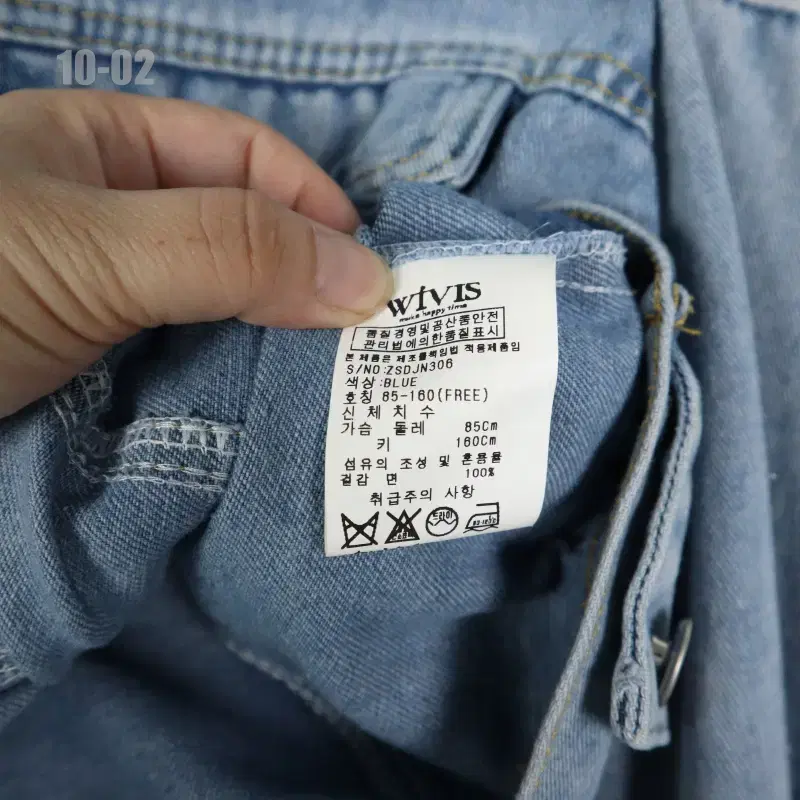 10-02
WIVIS
make happy time
품질경영및공산품안전
관리법에의한품질표시
본 제품은 제조물책임법 적용제품임
S/NO:ZSDJN306
색상:BLUE
호칭 85-160(FREE)
신 체 치 수
가슴 둘레 85Cm
키 160Cm
섬유의 조성 및 혼용율
겉감 면 100%
취급주의 사항
드라이